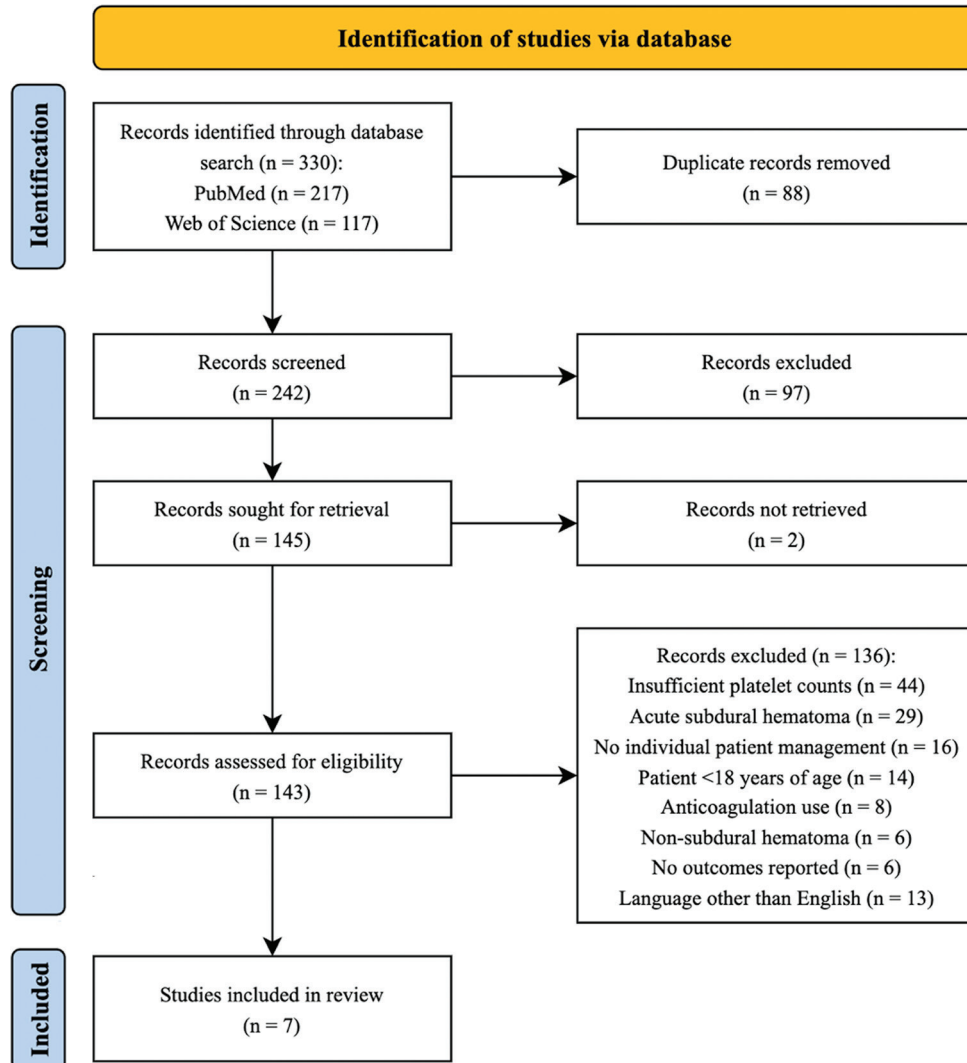 Identification of studies via database
Identification
Records identified through database
search (n = 330):
PubMed (n = 217)
Web of Science (n = 117)
Duplicate records removed
(n = 88)
Screening
Records screened
(n = 242)
Records excluded
(n = 97)
Records sought for retrieval
(n = 145)
Records not retrieved
(n = 2)
Records assessed for eligibility
(n = 143)
Records excluded (n = 136):
Insufficient platelet counts (n = 44)
Acute subdural hematoma (n = 29)
No individual patient management (n = 16)
Patient <18 years of age (n = 14)
Anticoagulation use (n = 8)
Non-subdural hematoma (n = 6)
No outcomes reported (n = 6)
Language other than English (n = 13)
Included
Studies included in review
(n = 7)